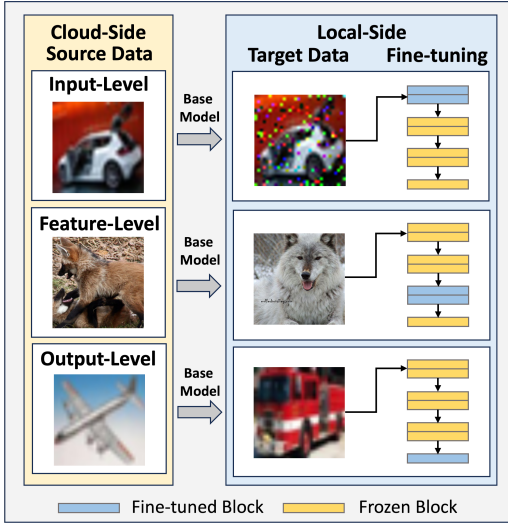 Cloud-Side
Source Data
Local-Side
Target Data Fine-tuning
Input-Level
Base
Model
Feature-Level
Base
Model
Output-Level
Base
Model
Fine-tuned Block
Frozen Block